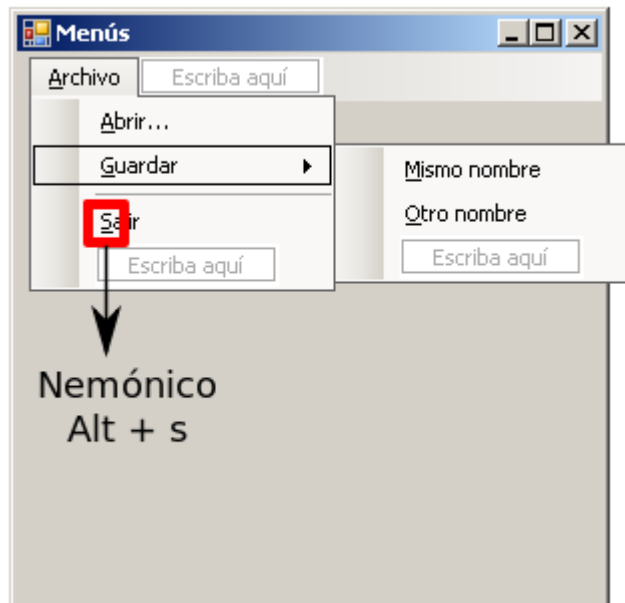 Menús
Archivo Escriba aquí
Abrir...
Guardar
Mismo nombre
Salir
Otro nombre
Escriba aquí
Escriba aquí
Nemónico
Alt + s